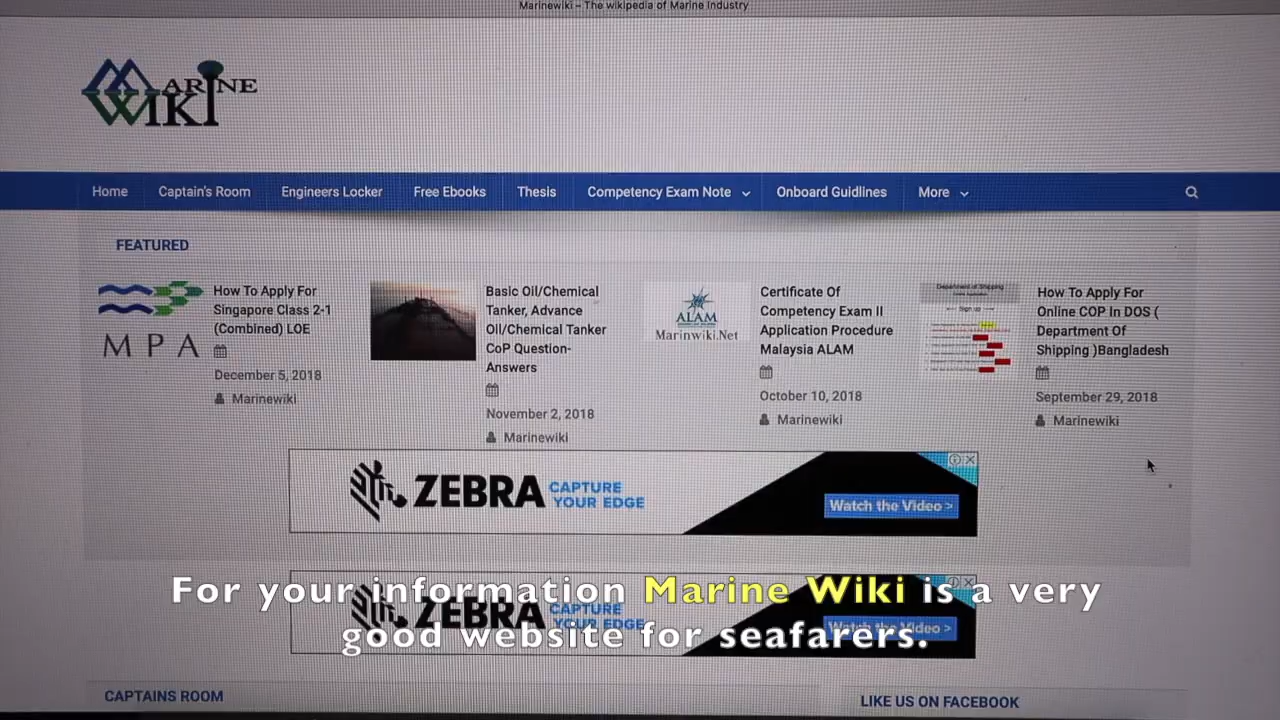 Marinewiki – The wikipedia of Marine Industry
MARINE
WIKI
Home
Captain's Room
Engineers Locker
Free Ebooks
Thesis
Competency Exam Note
Onboard Guidlines
More
FEATURED
MPA
How To Apply For
Singapore Class 2-1
(Combined) LOE
December 5, 2018
Marinewiki
Basic Oil/Chemical
Tanker, Advance
Oil/Chemical Tanker
CoP Question-
Answers
November 2, 2018
Marinewiki
ALAM
Marinwiki.Net
Certificate Of
Competency Exam II
Application Procedure
Malaysia ALAM
October 10, 2018
Marinewiki
Department of Shipping
Sign up
How To Apply For
Online COP In DOS (
Department Of
Shipping )Bangladesh
September 29, 2018
Marinewiki
ZEBRA
CAPTURE
YOUR EDGE
Watch the Video >
ZEBRA
CAPTURE
YOUR EDGE
Watch the Video >
For your information Marine Wiki is a very
good website for seafarers.
CAPTAINS ROOM
LIKE US ON FACEBOOK